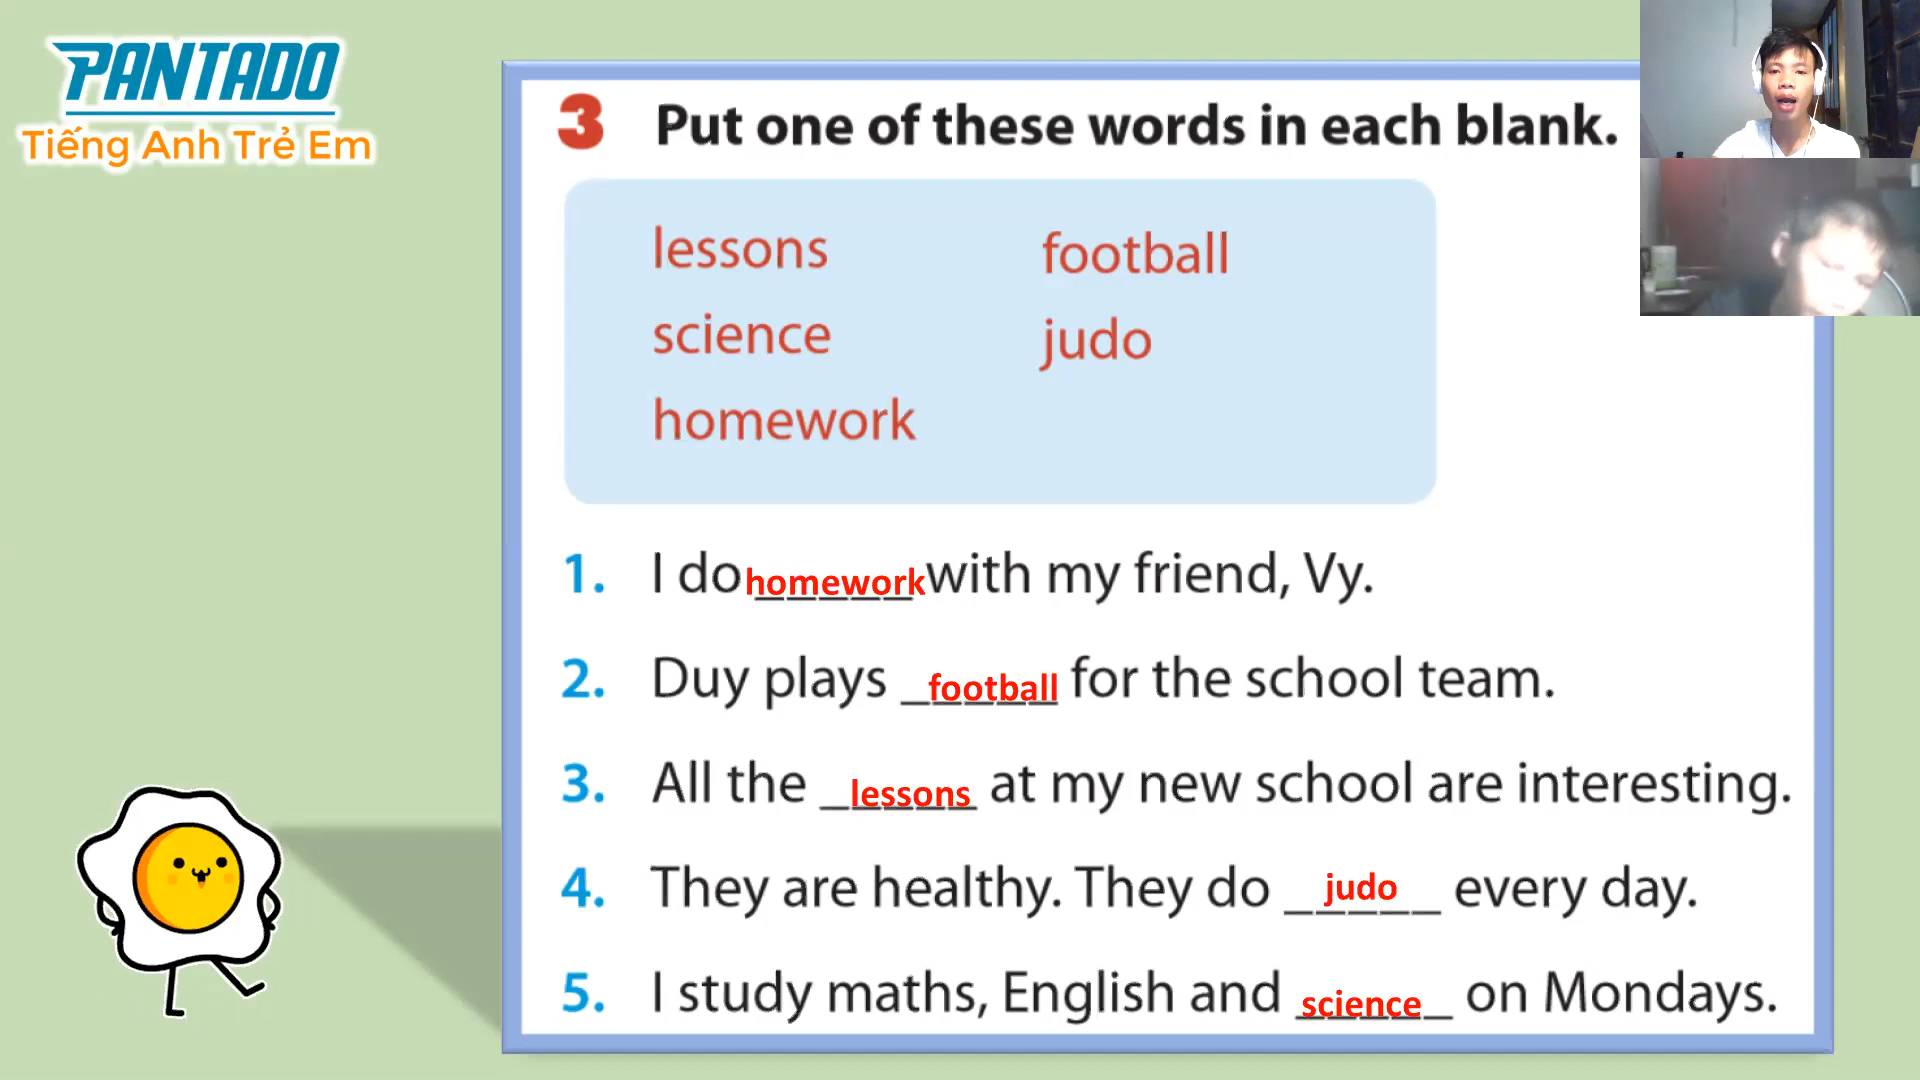 PANTADO
Tiếng Anh Trẻ Em
3 Put one of these words in each blank.
lessons football
science judo
homework
1. I do homework with my friend, Vy.
2. Duy plays football for the school team.
3. All the lessons at my new school are interesting.
4. They are healthy. They do judo every day.
5. I study maths, English and science on Mondays.